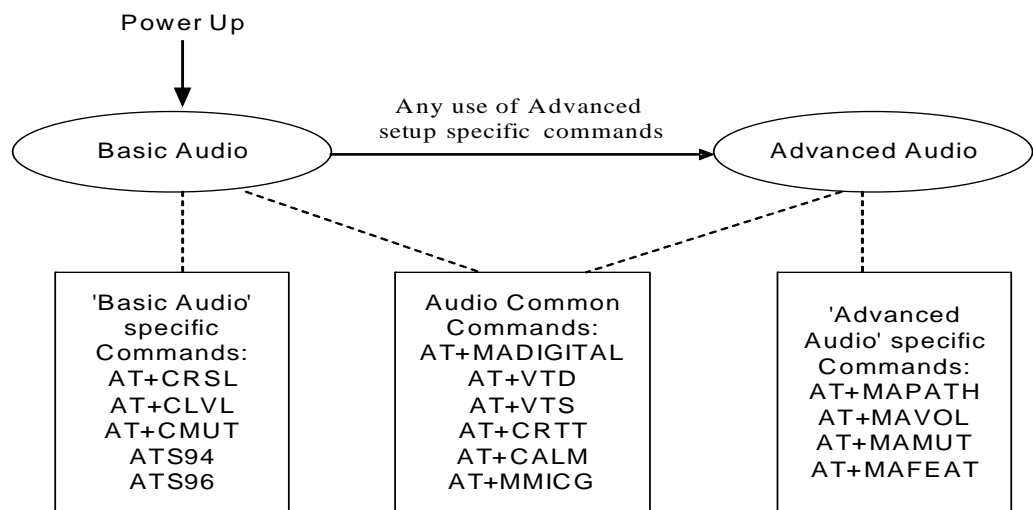 Power Up
Any use of Advanced
setup specific commands
Basic Audio
Advanced Audio
'Basic Audio'
specific
Commands:
AT+CRSL
AT+CLVL
AT+CMUT
ATS94
ATS96
Audio Common
Commands:
AT+MADIGITAL
AT+VTD
AT+VTS
AT+CRTT
AT+CALM
AT+MMICG
'Advanced
Audio' specific
Commands:
AT+MAPATH
AT+MAVOL
AT+MAMUT
AT+MAFEAT